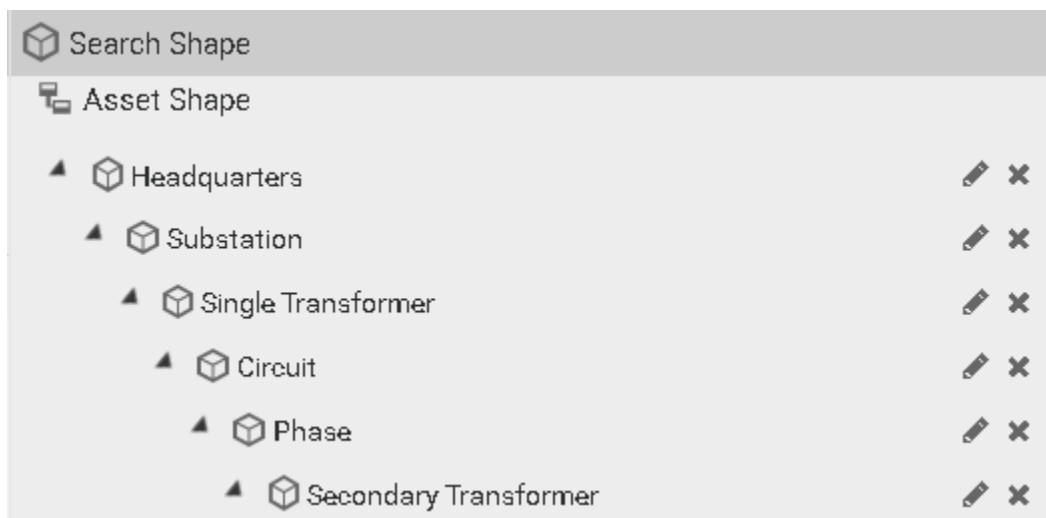 Search Shape
Asset Shape
Headquarters
Substation
Single Transformer
Circuit
Phase
Secondary Transformer